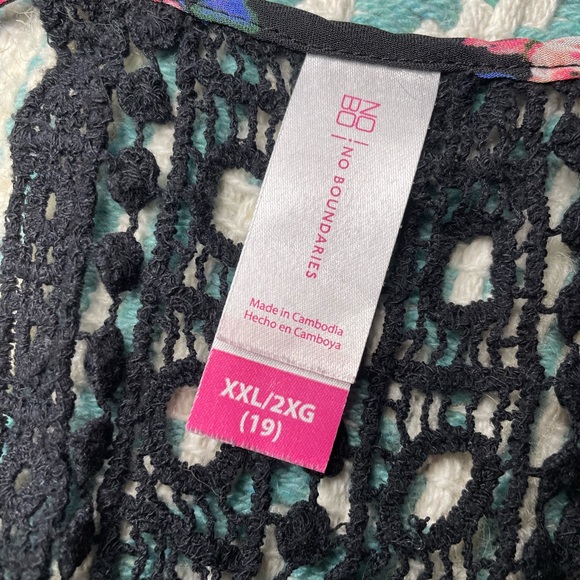 NO!
BO
NO BOUNDARIES
Made in Cambodia
Hecho en Camboya
XXL/2XG
(19)